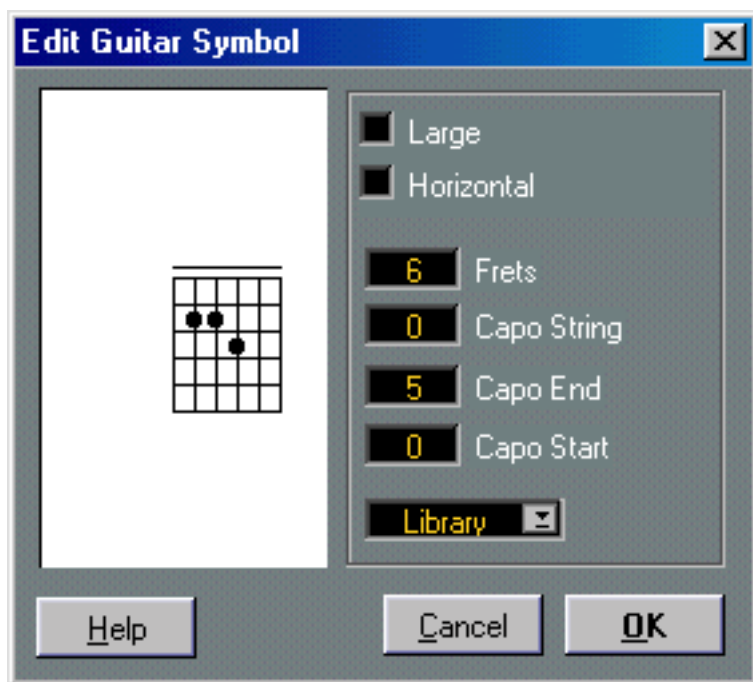 Edit Guitar Symbol
Large
Horizontal
6 Frets
0 Capo String
5 Capo End
0 Capo Start
Library
Help Cancel OK